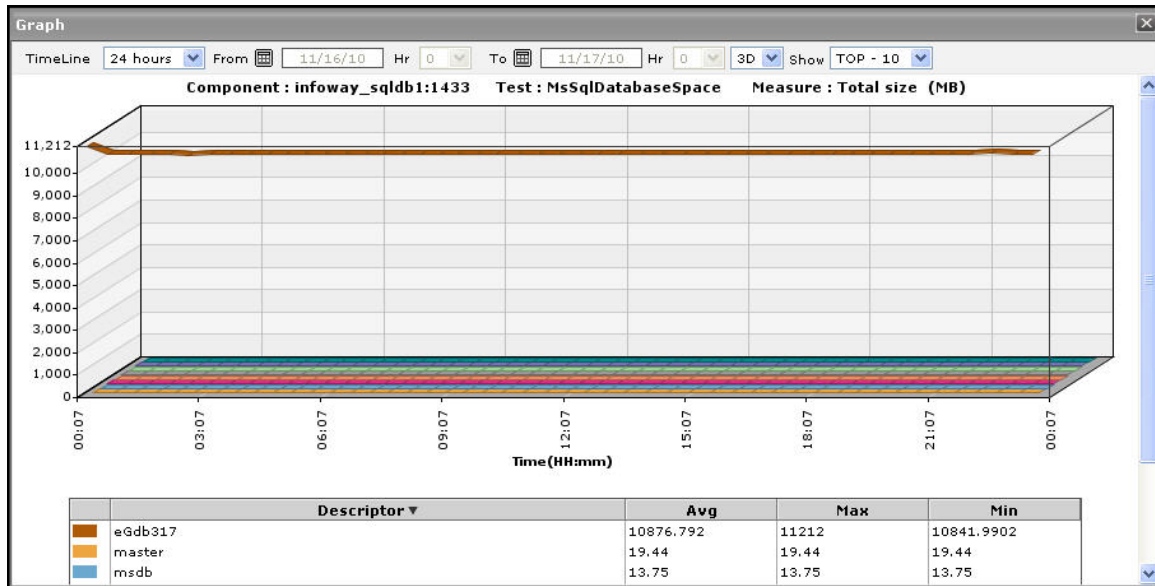 Graph
TimeLine 24 hours From 11/16/10 Hr 0 To 11/17/10 Hr 0 3D Show TOP - 10
Component : infoway_sqldb1:1433 Test : MsSqlDatabaseSpace Measure : Total size (MB)
11,212
10,000
9,000
8,000
7,000
6,000
5,000
4,000
3,000
2,000
1,000
0
00:07 03:07 06:07 09:07 12:07 15:07 18:07 21:07 00:07
Time(HH:mm)
Descriptor Avg Max Min
eGdb317 10876.792 11212 10841.9902
master 19.44 19.44 19.44
msdb 13.75 13.75 13.75